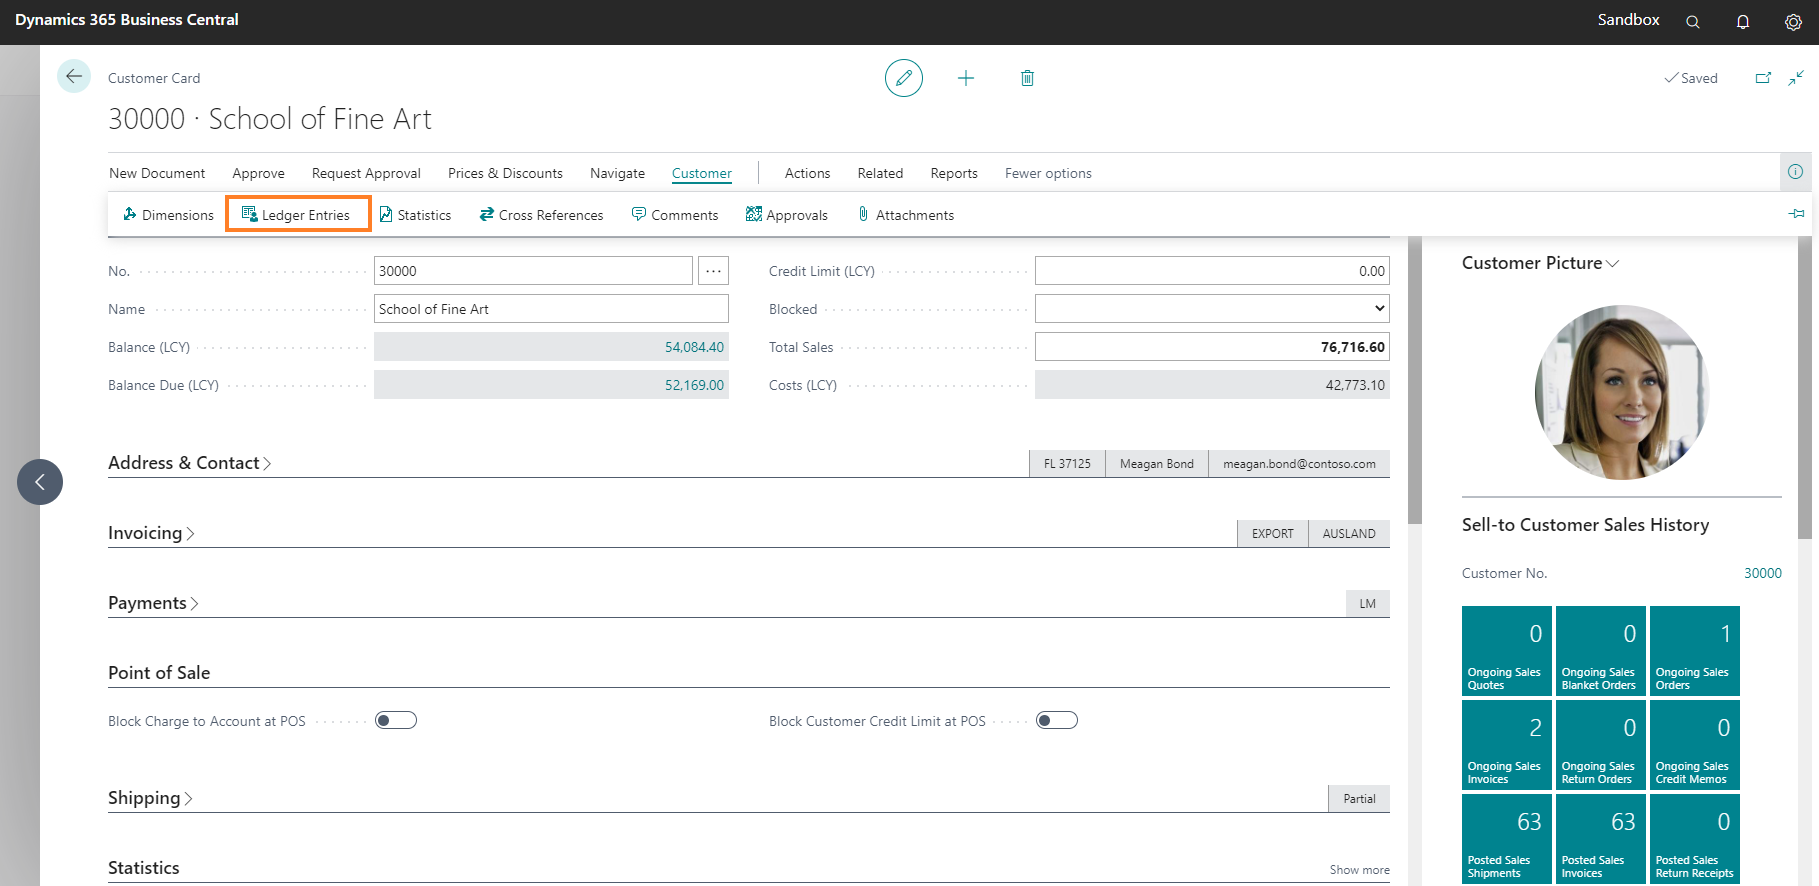 Dynamics 365 Business Central
Sandbox
Customer Card
Saved
30000 · School of Fine Art
New Document Approve Request Approval Prices & Discounts Navigate Customer Actions Related Reports Fewer options
Dimensions Ledger Entries Statistics Cross References Comments Approvals Attachments
No. 30000 ... Credit Limit (LCY) 0.00
Name School of Fine Art Blocked
Balance (LCY) 54,084.40 Total Sales 76,716.60
Balance Due (LCY) 52,169.00 Costs (LCY) 42,773.10
Address & Contact FL 37125 Meagan Bond meagan.bond@contoso.com
Invoicing EXPORT AUSLAND
Payments LM
Point of Sale
Block Charge to Account at POS Block Customer Credit Limit at POS
Shipping Partial
Statistics Show more
Customer Picture
Sell-to Customer Sales History
Customer No. 30000
0 0 1
Ongoing Sales Ongoing Sales Ongoing Sales
Quotes Blanket Orders Orders
2 0 0
Ongoing Sales Ongoing Sales Ongoing Sales
Invoices Return Orders Credit Memos
63 63 0
Posted Sales Posted Sales Posted Sales
Shipments Invoices Return Receipts